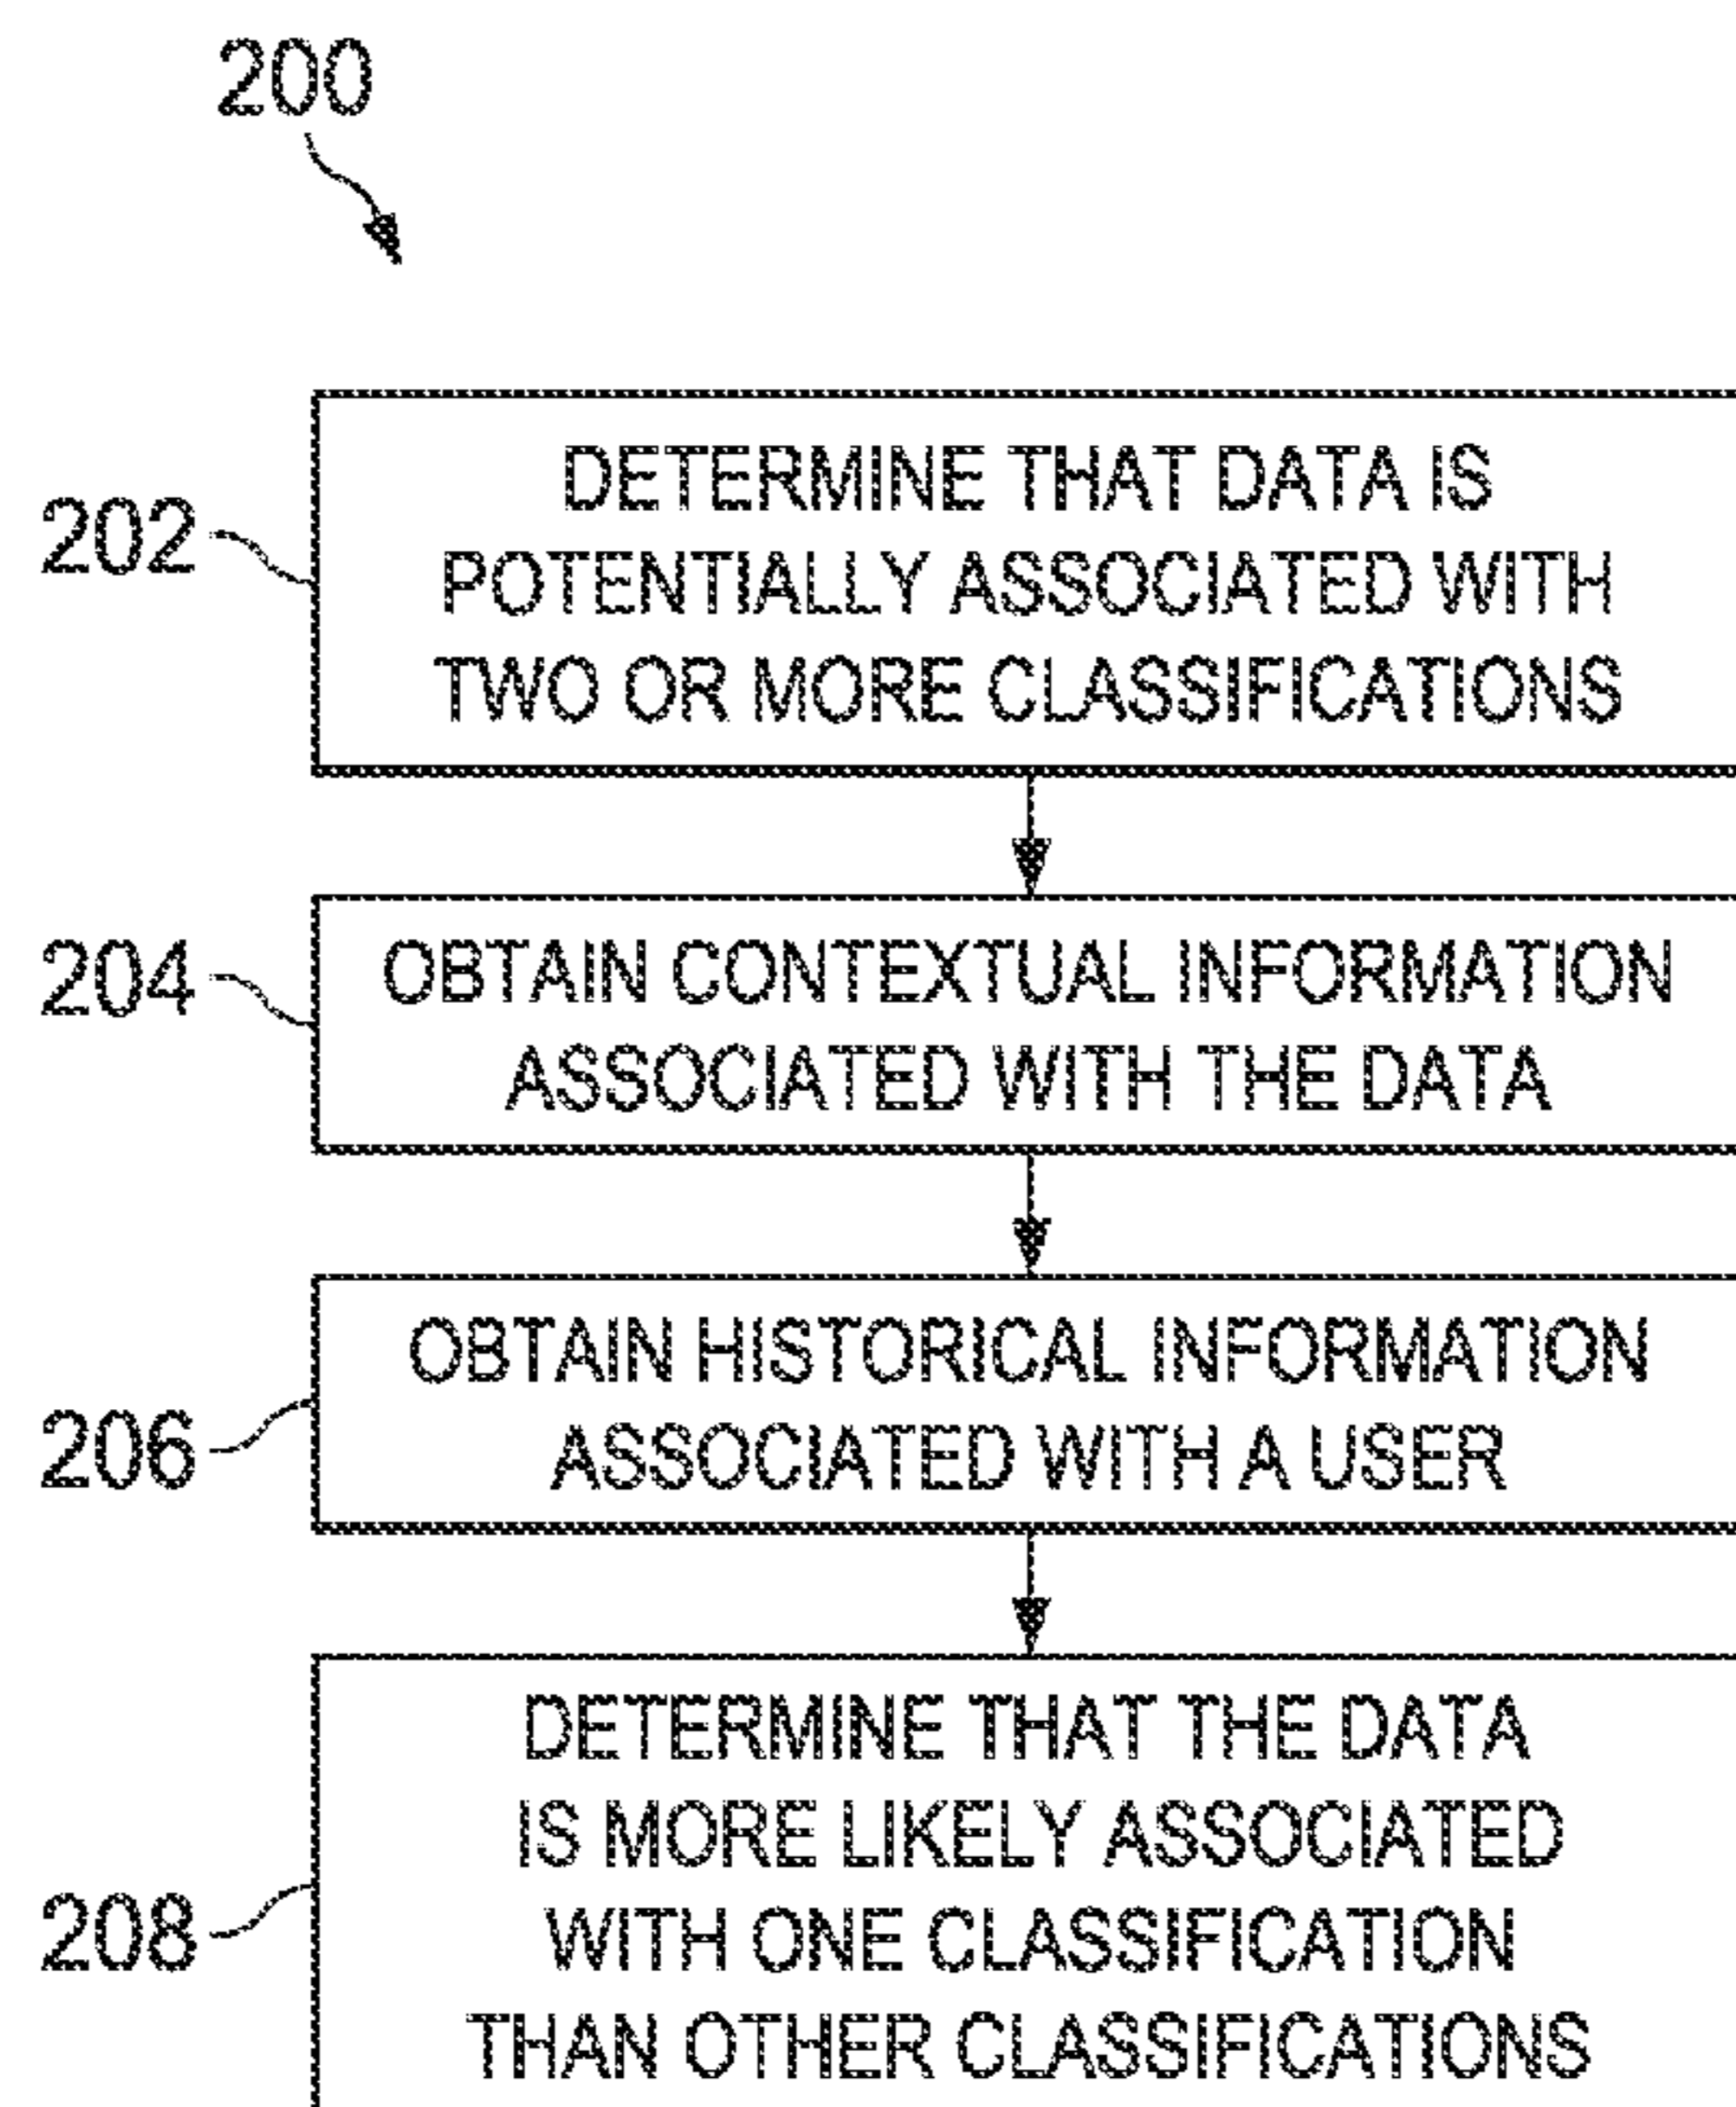 200
202
DETERMINE THAT DATA IS
POTENTIALLY ASSOCIATED WITH
TWO OR MORE CLASSIFICATIONS
204
OBTAIN CONTEXTUAL INFORMATION
ASSOCIATED WITH THE DATA
206
OBTAIN HISTORICAL INFORMATION
ASSOCIATED WITH A USER
208
DETERMINE THAT THE DATA
IS MORE LIKELY ASSOCIATED
WITH ONE CLASSIFICATION
THAN OTHER CLASSIFICATIONS